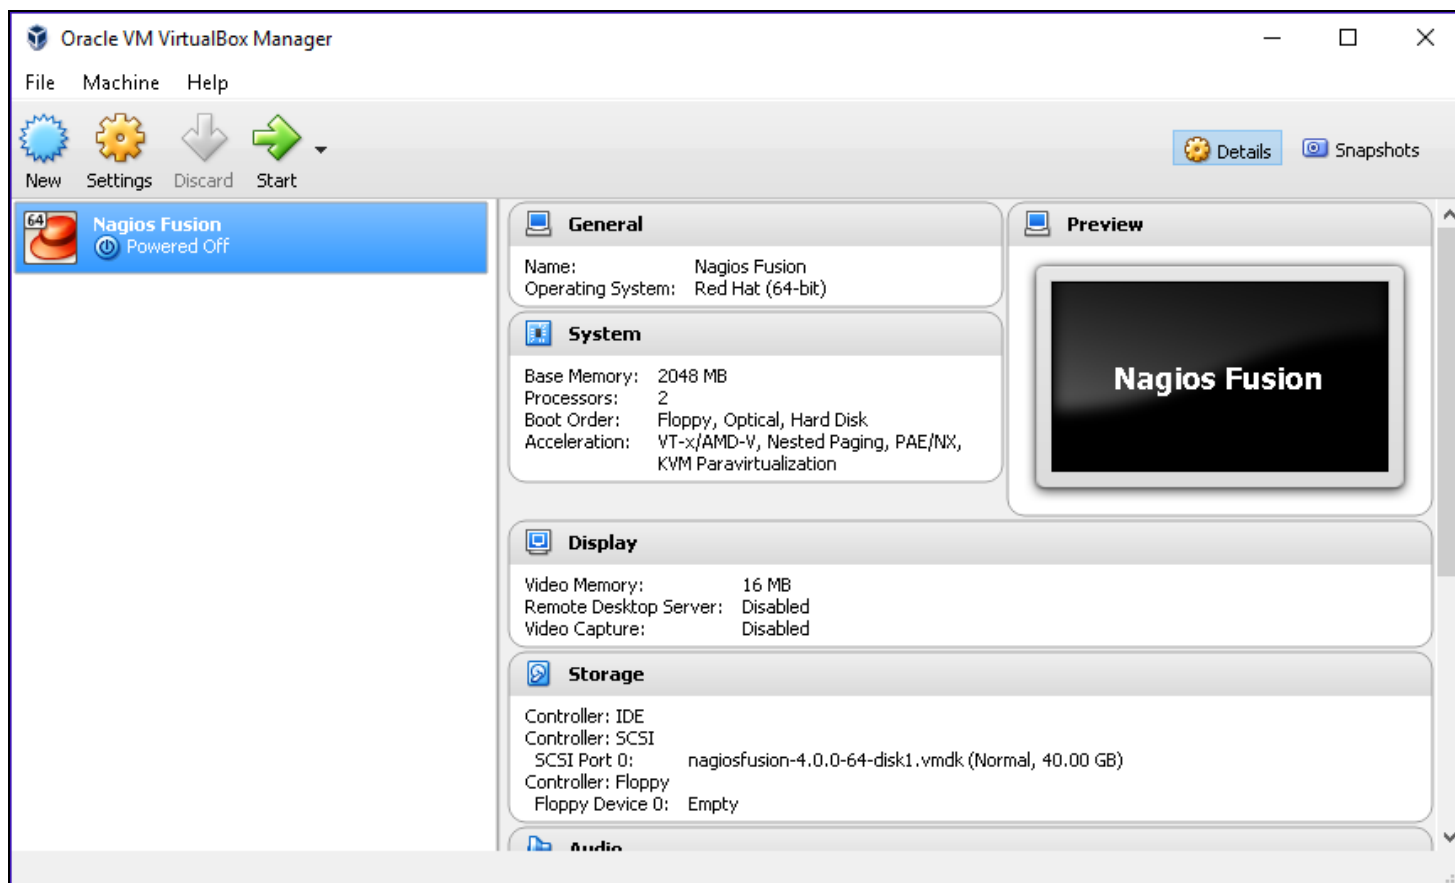 Oracle VM VirtualBox Manager
File Machine Help
New Settings Discard Start
Details Snapshots
64
Nagios Fusion
Powered Off
General
Name: Nagios Fusion
Operating System: Red Hat (64-bit)
System
Base Memory: 2048 MB
Processors: 2
Boot Order: Floppy, Optical, Hard Disk
Acceleration: VT-x/AMD-V, Nested Paging, PAE/NX,
KVM Paravirtualization
Preview
Nagios Fusion
Display
Video Memory: 16 MB
Remote Desktop Server: Disabled
Video Capture: Disabled
Storage
Controller: IDE
Controller: SCSI
SCSI Port 0: nagiosfusion-4.0.0-64-disk1.vmdk (Normal, 40.00 GB)
Controller: Floppy
Floppy Device 0: Empty
Audio